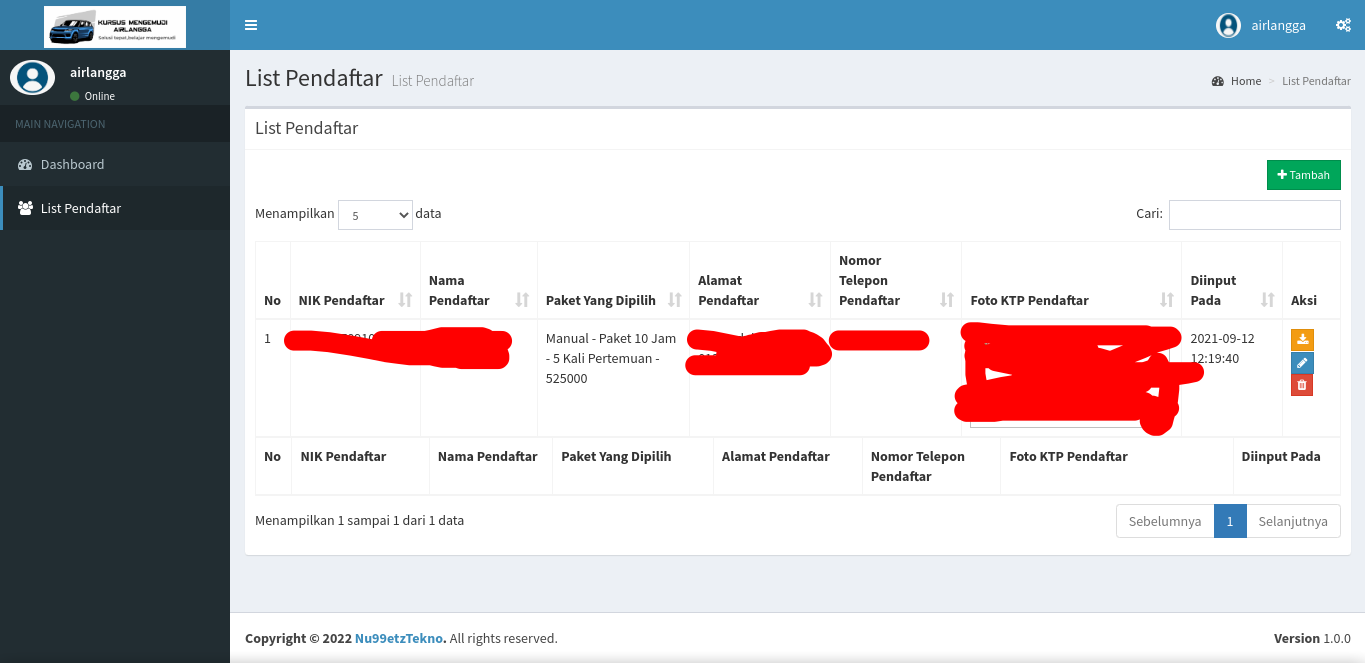 KURSUS MENGEMUDI
AIRLANGGA
Solusi tepat,belajar mengemudi
airlangga
airlangga
Online
MAIN NAVIGATION
Dashboard
List Pendaftar
List Pendaftar List Pendaftar
Home > List Pendaftar
List Pendaftar
Tambah
Menampilkan 5 data
Cari:
No
NIK Pendaftar
Nama
Pendaftar
Paket Yang Dipilih
Alamat
Pendaftar
Nomor
Telepon
Pendaftar
Foto KTP Pendaftar
Diinput
Pada
Aksi
1
Manual - Paket 10 Jam
- 5 Kali Pertemuan -
525000
2021-09-12
12:19:40
No
NIK Pendaftar
Nama Pendaftar
Paket Yang Dipilih
Alamat Pendaftar
Nomor Telepon
Pendaftar
Foto KTP Pendaftar
Diinput Pada
Menampilkan 1 sampai 1 dari 1 data
Sebelumnya 1 Selanjutnya
Copyright © 2022 Nu99etzTekno. All rights reserved.
Version 1.0.0